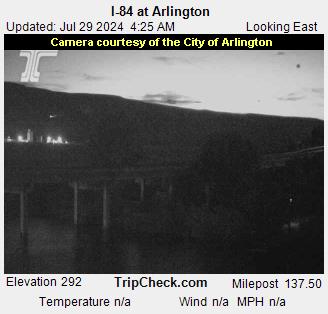 I-84 at Arlington
Updated: Jul 29 2024 4:25 AM Looking East
Camera courtesy of the City of Arlington
Elevation 292 TripCheck.com Milepost 137.50
Temperature n/a Wind n/a MPH n/a